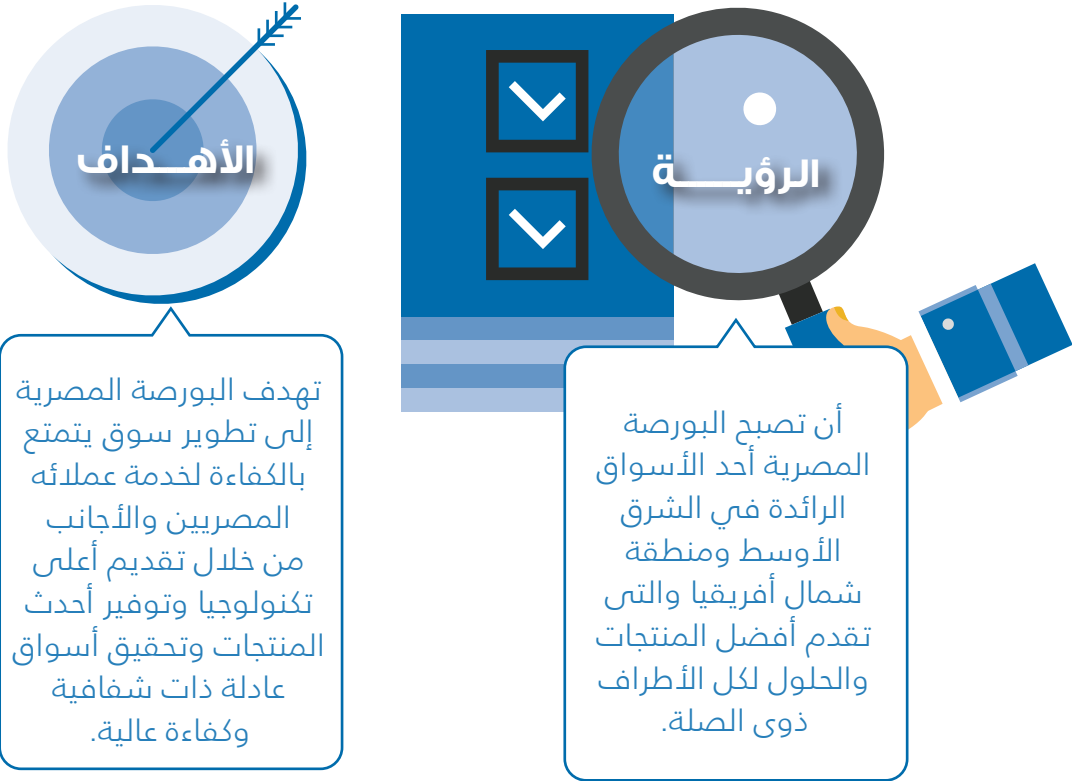 الرؤيـــــة
أن تصبح البورصة
المصرية أحد الأسواق
الرائدة في الشرق
الأوسط ومنطقة
شمال أفريقيا والتى
تقدم أفضل المنتجات
والحلول لكل الأطراف
ذوى الصلة.
الأهـــداف
تهدف البورصة المصرية
إلى تطوير سوق يتمتع
بالكفاءة لخدمة عملائه
المصريين والأجانب
من خلال تقديم أعلى
تكنولوجيا وتوفير أحدث
المنتجات وتحقيق أسواق
عادلة ذات شفافية
وكفاءة عالية.